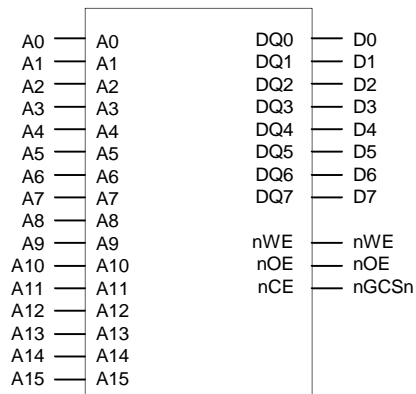 A0 A0 DQ0 D0
A1 A1 DQ1 D1
A2 A2 DQ2 D2
A3 A3 DQ3 D3
A4 A4 DQ4 D4
A5 A5 DQ5 D5
A6 A6 DQ6 D6
A7 A7 DQ7 D7
A8 A8
A9 A9 nWE nWE
A10 A10 nOE nOE
A11 A11 nCE nGCSn
A12 A12
A13 A13
A14 A14
A15 A15